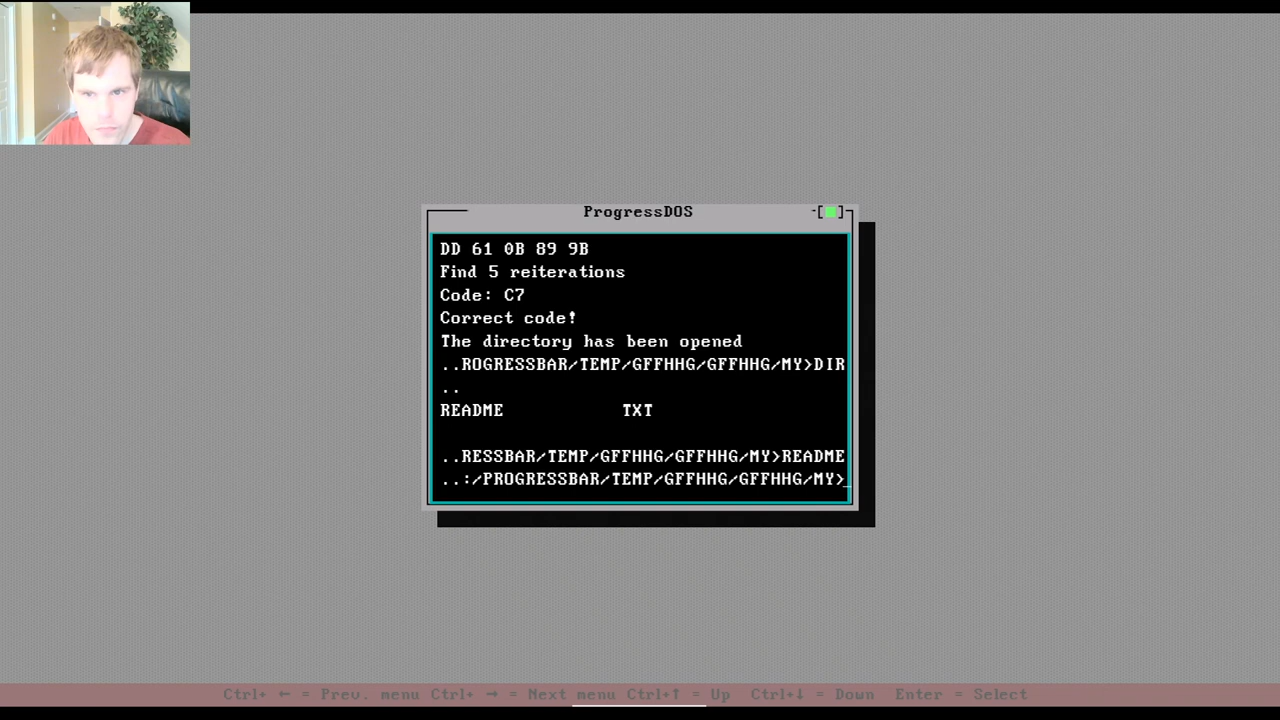 ProgressDOS
DD 61 0B 89 9B
Find 5 reiterations
Code: C7
Correct code!
The directory has been opened
..ROGRESSBAR/TEMP/GFFHHG/GFFHHG/MY>DIR
..
README TXT
..RESSBAR/TEMP/GFFHHG/GFFHHG/MY>README
..:/PROGRESSBAR/TEMP/GFFHHG/GFFHHG/MY>_
Ctrl+ ← = Prev. menu Ctrl+ → = Next menu Ctrl+↑ = Up Ctrl+↓ = Down Enter = Select